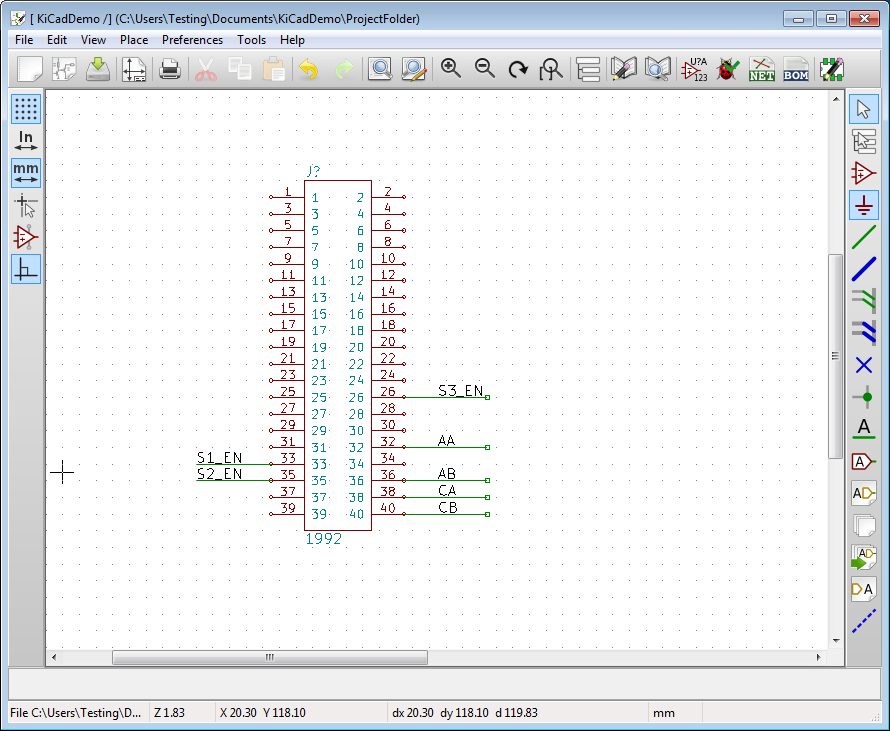 [ KiCadDemo /] (C:\Users\Testing\Documents\KiCadDemo\ProjectFolder)
File Edit View Place Preferences Tools Help
U?A
123
NET
BOM
In
mm
J?
1 1 2 2
3 3 4 4
5 5 6 6
7 7 8 8
9 9 10 10
11 11 12 12
13 13 14 14
15 15 16 16
17 17 18 18
19 19 20 20
21 21 22 22
23 23 24 24
25 25 26 26 S3_EN
27 27 28 28
29 29 30 30
31 31 32 32 AA
S1_EN 33 33 34 34
S2_EN 35 35 36 36 AB
37 37 38 38 CA
39 39 40 40 CB
1992
A
A
AD
AD
DA
File C:\Users\Testing\D... Z 1.83 X 20.30 Y 118.10 dx 20.30 dy 118.10 d 119.83 mm